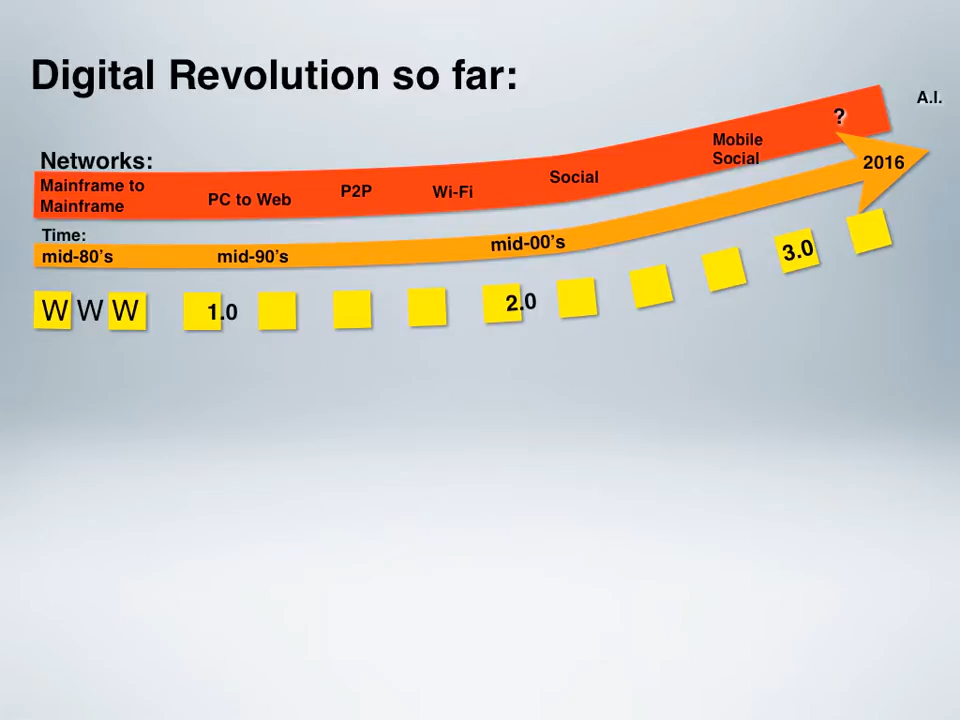 Digital Revolution so far:
A.I.
?
Networks:
Mainframe to
Mainframe
PC to Web
P2P
Wi-Fi
Social
Mobile
Social
2016
Time:
mid-80's
mid-90's
mid-00's
W W W
1.0
2.0
3.0